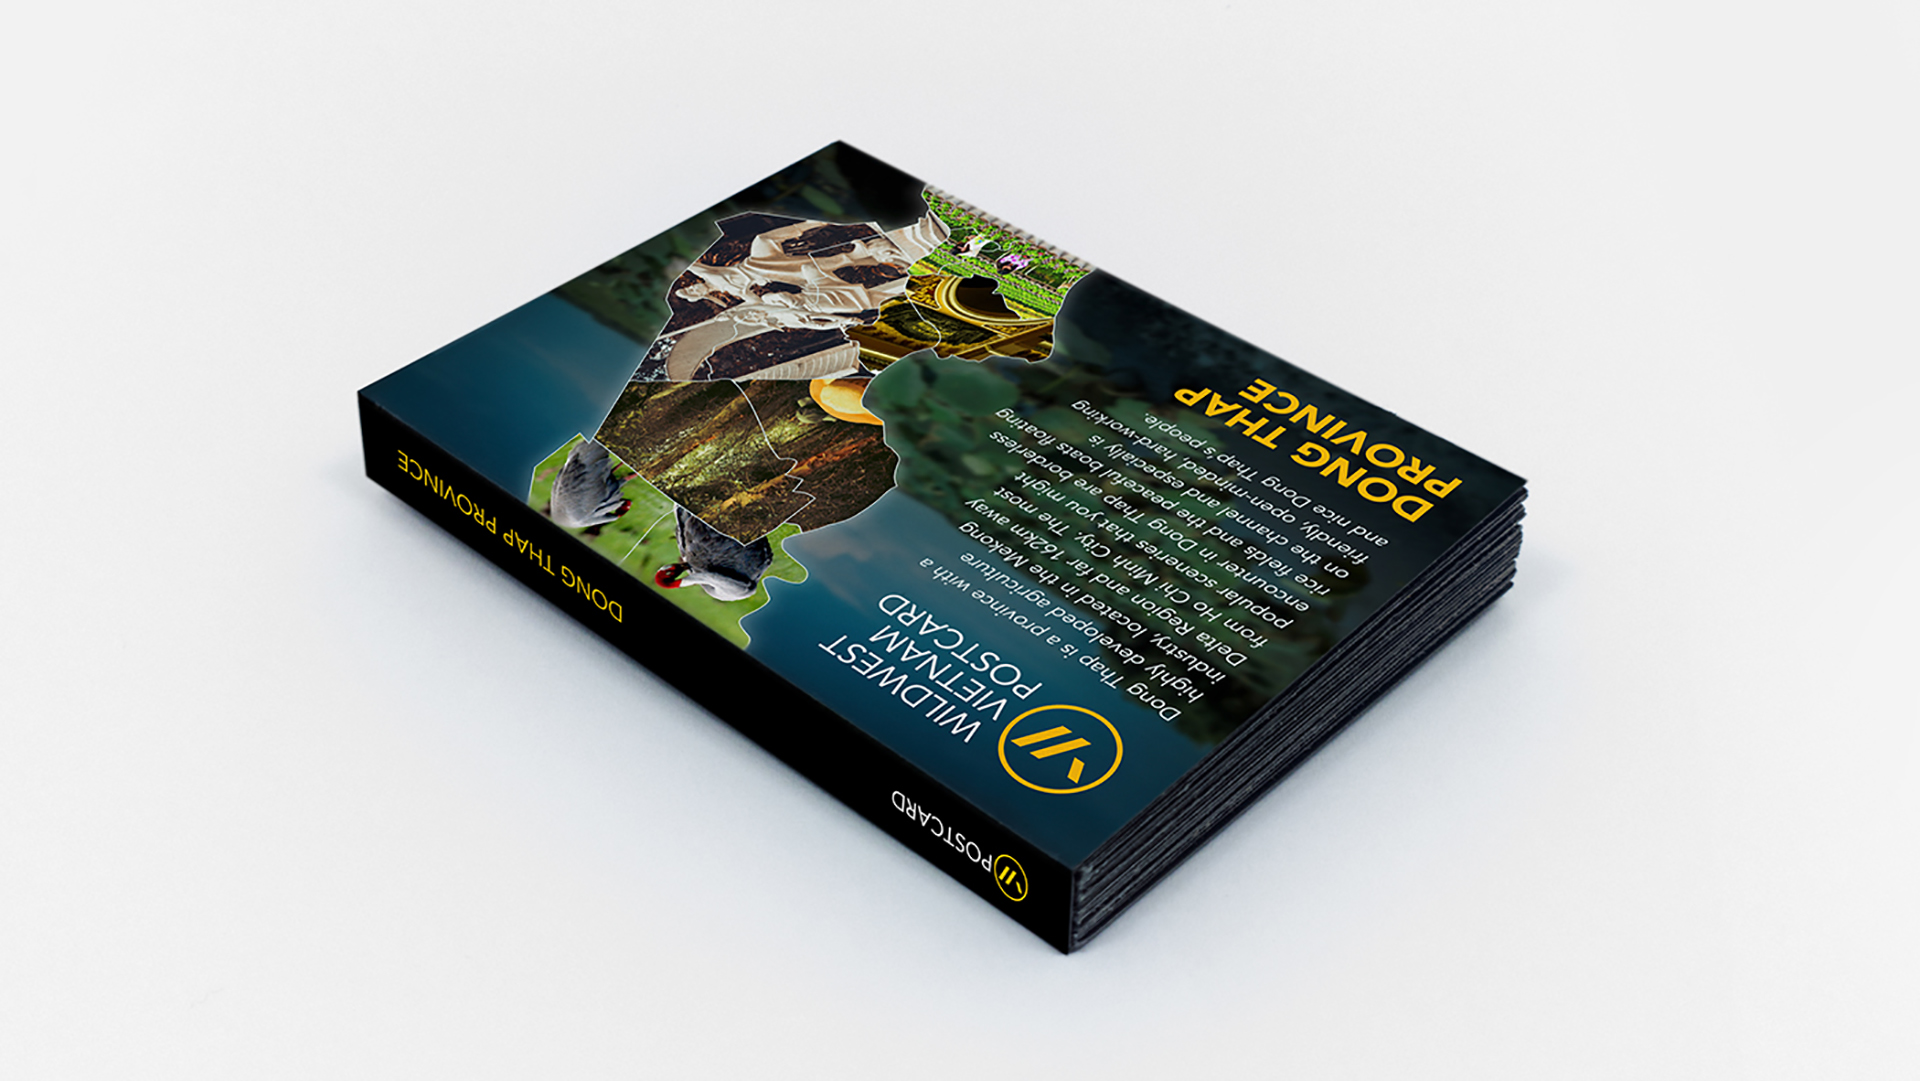 WILDWEST
VIETNAM
POSTCARD
Dong Thap is a province with a
highly developed agriculture
industry, located in the Mekong
Delta Region and far 162km away
from Ho Chi Minh City. The most
popular sceneries that you might
encounter in Dong Thap are borderless
rice fields and the peaceful boats floating
on the channel and especially is
friendly, open-minded, hard-working
and nice Dong Thap's people.
DONG THAP
PROVINCE
POSTCARD
DONG THAP PROVINCE